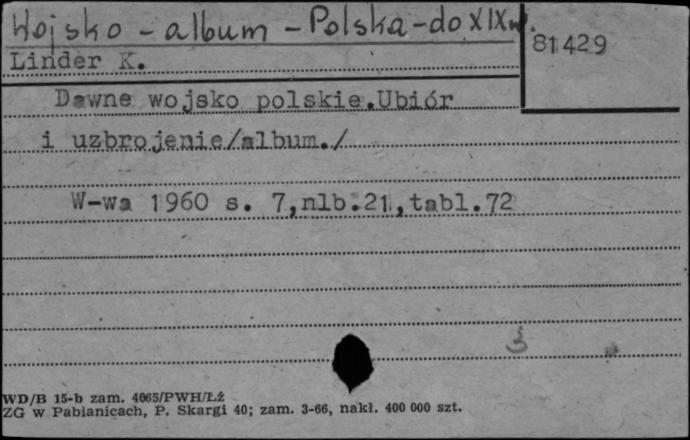 Wojsko - album - Polska - do XIX w.
81429
Linder K.
Dawne wojsko polskie.Ubiór
i uzbrojenie/album./
W-wa 1960 s. 7,nlb.21,tabl.72
3
WD/B 15-b zam. 4065/PWH/Łź
ZG w Pabianicach, P. Skargi 40; zam. 3-66, nakł. 400 000 szt.